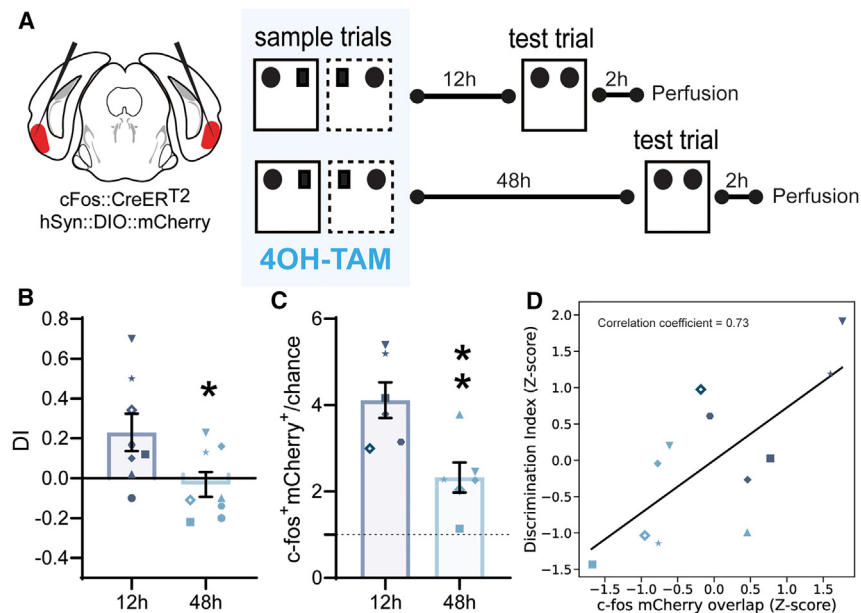 A
sample trials
test trial
12h
2h
Perfusion
test trial
48h
2h
Perfusion
cFos::CreERT2
hSyn::DIO::mCherry
4OH-TAM
B
DI
0.8
0.6
0.4
0.2
0.0
-0.2
-0.4
*
12h
48h
C
c-fos+mCherry+/chance
6
4
2
0
*
*
12h
48h
D
Correlation coefficient = 0.73
Discrimination Index (Z-score)
2.0
1.5
1.0
0.5
0.0
−0.5
−1.0
−1.5
−1.5 −1.0 −0.5 0.0 0.5 1.0 1.5
c-fos mCherry overlap (Z-score)